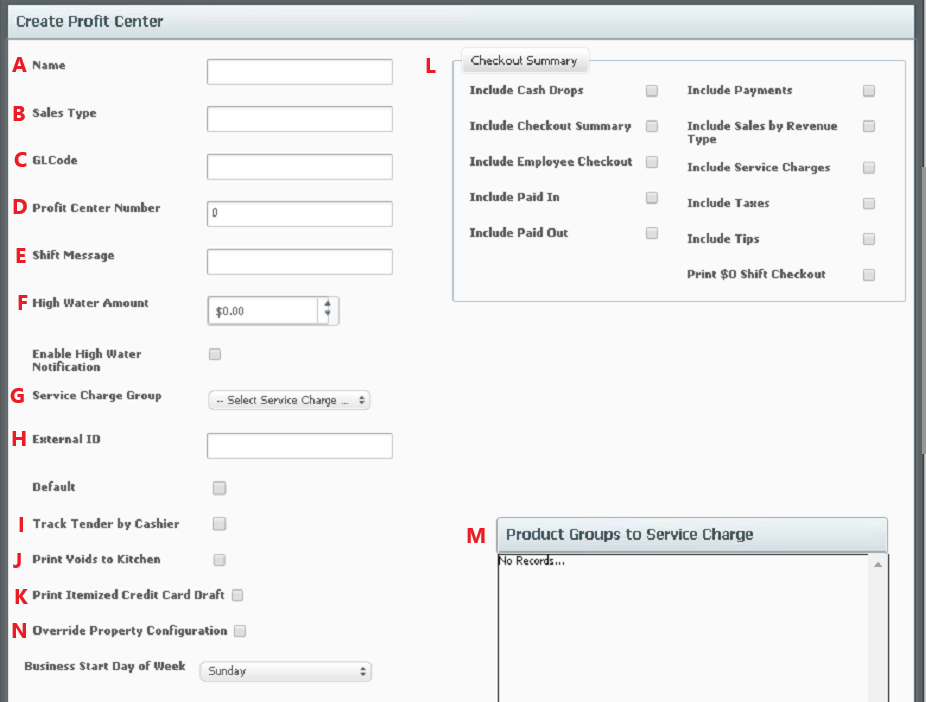 Create Profit Center
A Name
B Sales Type
C GLCode
D Profit Center Number
0
E Shift Message
F High Water Amount
$0.00
Enable High Water
Notification
G Service Charge Group
-- Select Service Charge ...
H External ID
Default
I Track Tender by Cashier
J Print Voids to Kitchen
K Print Itemized Credit Card Draft
N Override Property Configuration
Business Start Day of Week
Sunday
L Checkout Summary
Include Cash Drops
Include Checkout Summary
Include Employee Checkout
Include Paid In
Include Paid Out
Include Payments
Include Sales by Revenue
Type
Include Service Charges
Include Taxes
Include Tips
Print $0 Shift Checkout
M Product Groups to Service Charge
No Records...